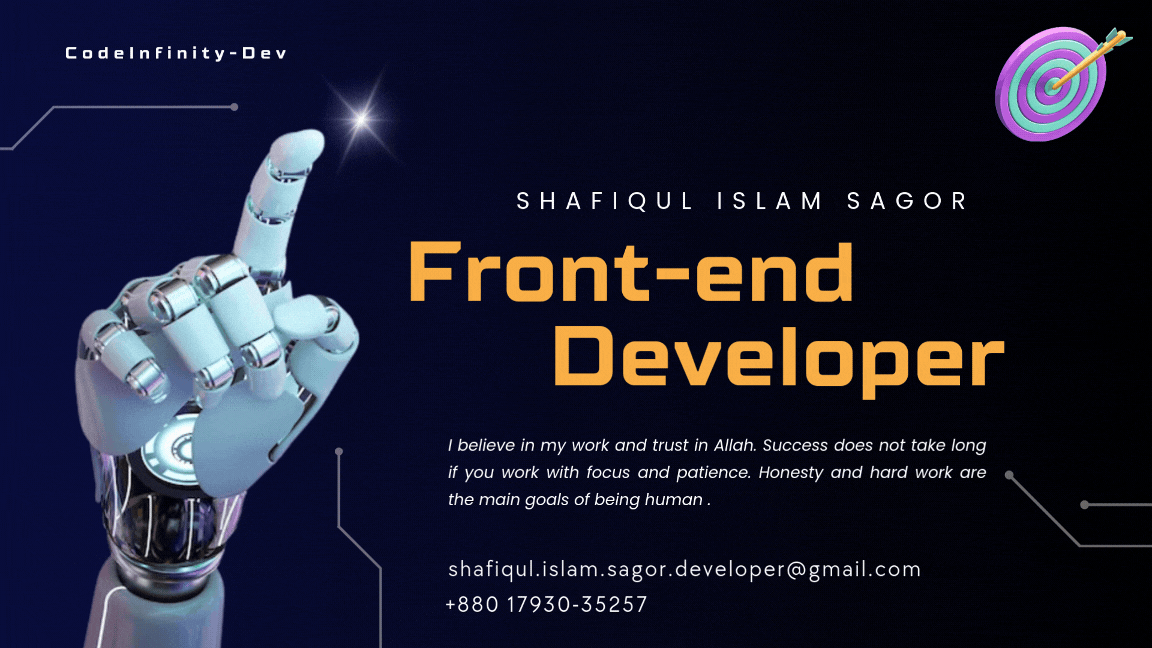 CodeInfinity-Dev
SHAFIQUL ISLAM SAGOR
Front-end
Developer
I believe in my work and trust in Allah. Success does not take long
if you work with focus and patience. Honesty and hard work are
the main goals of being human .
shafiqul.islam.sagor.developer@gmail.com
+880 17930-35257